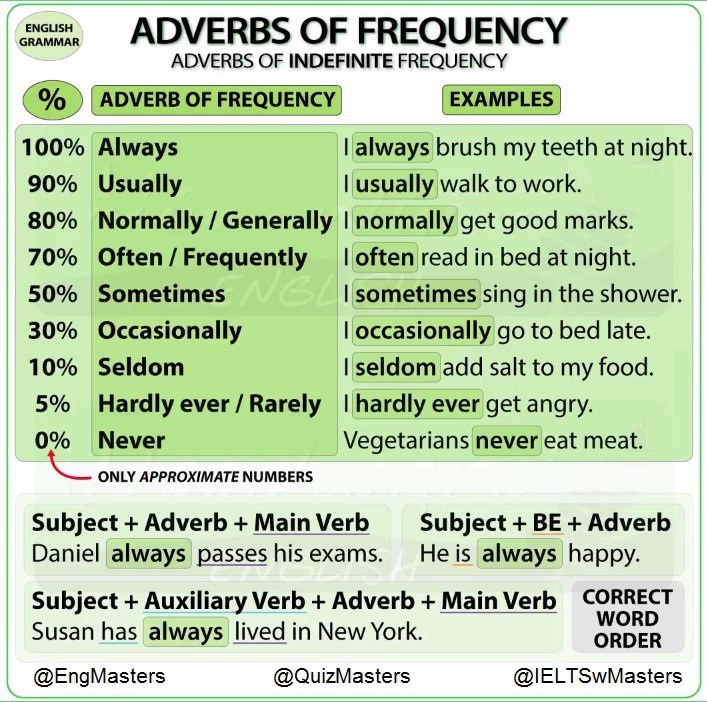 ENGLISH
GRAMMAR
ADVERBS OF FREQUENCY
ADVERBS OF INDEFINITE FREQUENCY
% ADVERB OF FREQUENCY EXAMPLES
100% Always I always brush my teeth at night.
90% Usually I usually walk to work.
80% Normally / Generally I normally get good marks.
70% Often / Frequently I often read in bed at night.
50% Sometimes I sometimes sing in the shower.
30% Occasionally I occasionally go to bed late.
10% Seldom I seldom add salt to my food.
5% Hardly ever / Rarely I hardly ever get angry.
0% Never Vegetarians never eat meat.
ONLY APPROXIMATE NUMBERS
Subject + Adverb + Main Verb
Daniel always passes his exams.
Subject + BE + Adverb
He is always happy.
Subject + Auxiliary Verb + Adverb + Main Verb
Susan has always lived in New York.
CORRECT
WORD
ORDER
@EngMasters @QuizMasters @IELTSwMasters